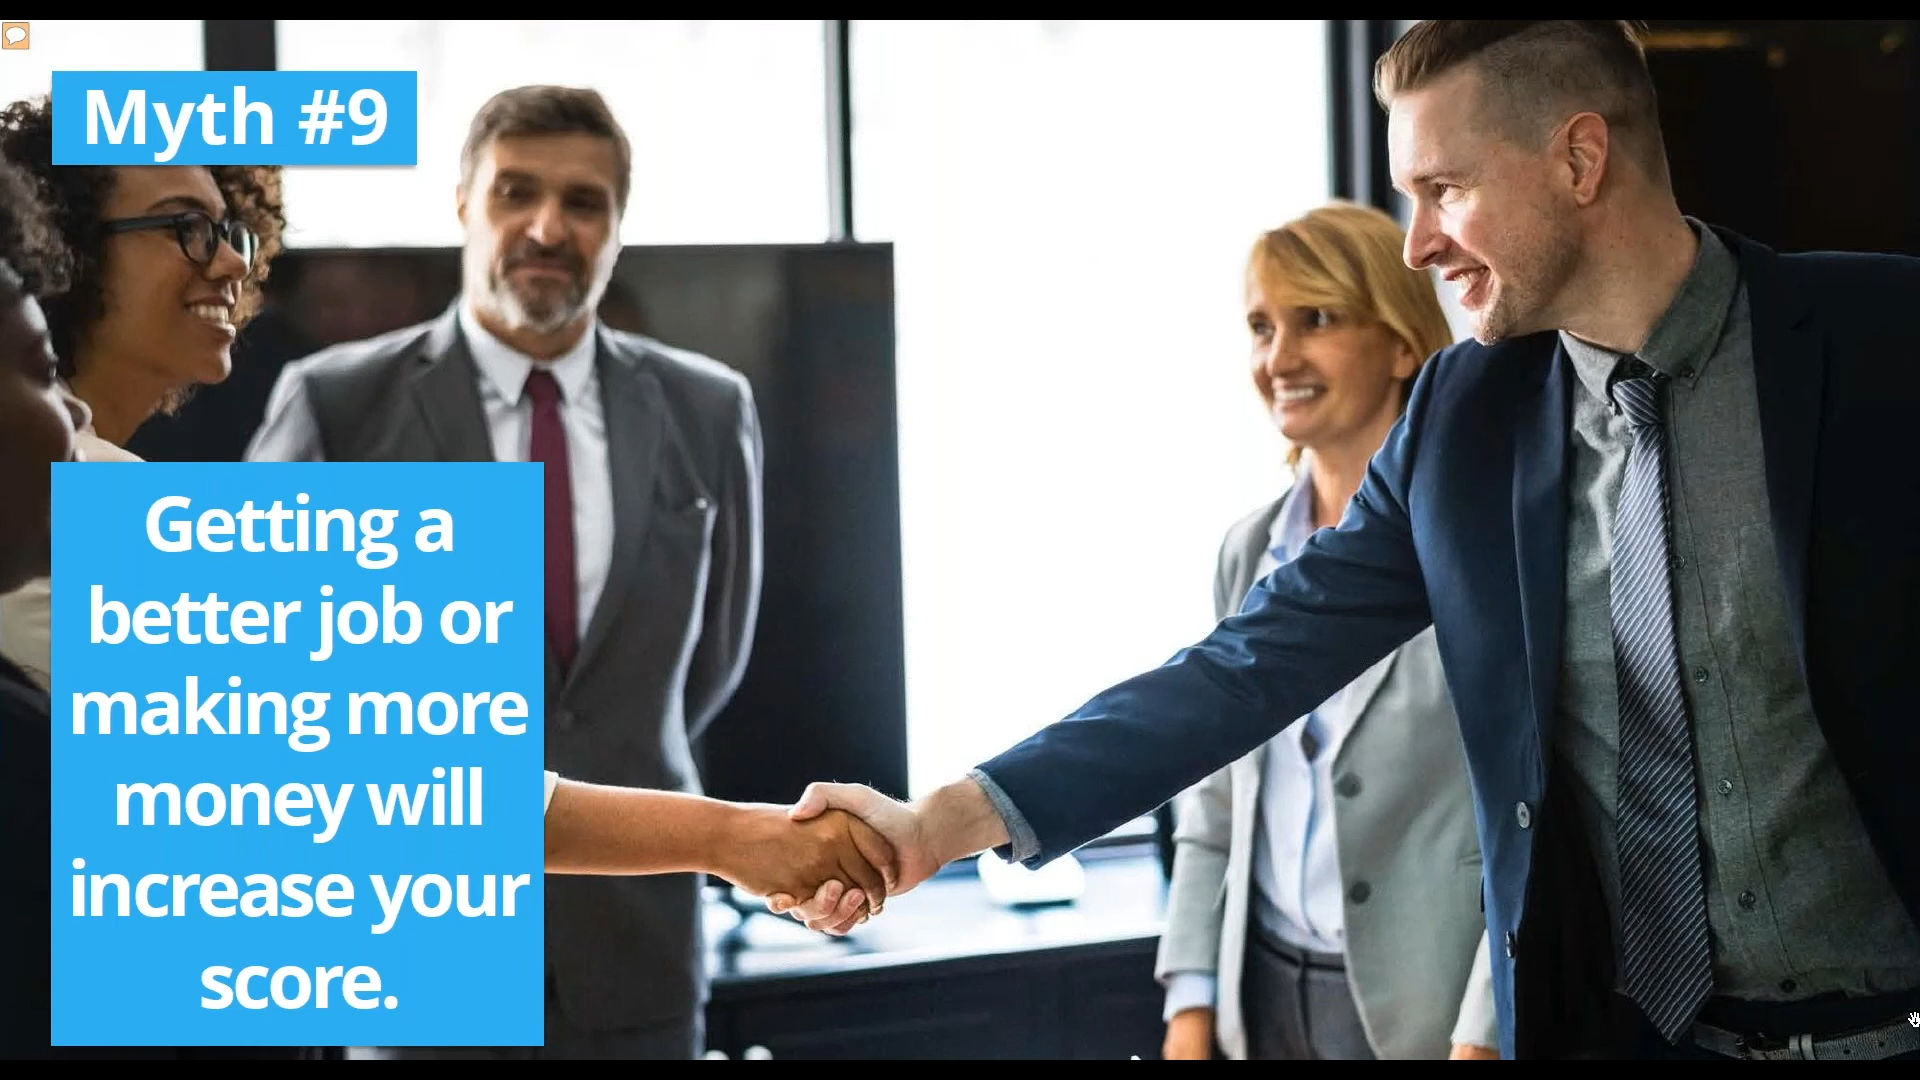 Myth #9
Getting a
better job or
making more
money will
increase your
score.